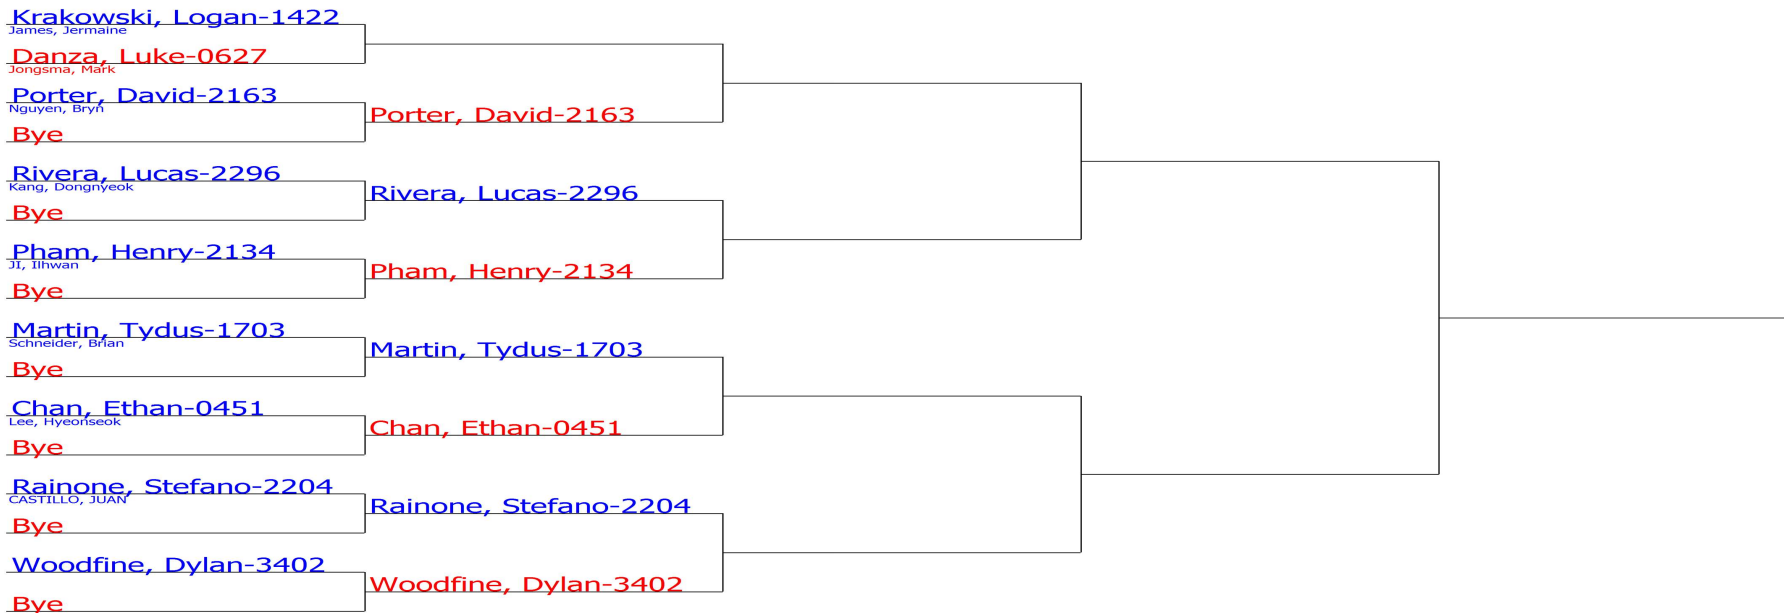 Krakowski, Logan-1422
James, Jermaine
Danza, Luke-0627
Jongsma, Mark
Porter, David-2163
Nguyen, Bryn
Bye
Rivera, Lucas-2296
Kang, Dongnyeok
Bye
Pham, Henry-2134
JI, Ilhwan
Bye
Martin, Tydus-1703
Schneider, Brian
Bye
Chan, Ethan-0451
Lee, Hyeonseok
Bye
Rainone, Stefano-2204
CASTILLO, JUAN
Bye
Woodfine, Dylan-3402
Bye
Porter, David-2163
Rivera, Lucas-2296
Pham, Henry-2134
Martin, Tydus-1703
Chan, Ethan-0451
Rainone, Stefano-2204
Woodfine, Dylan-3402